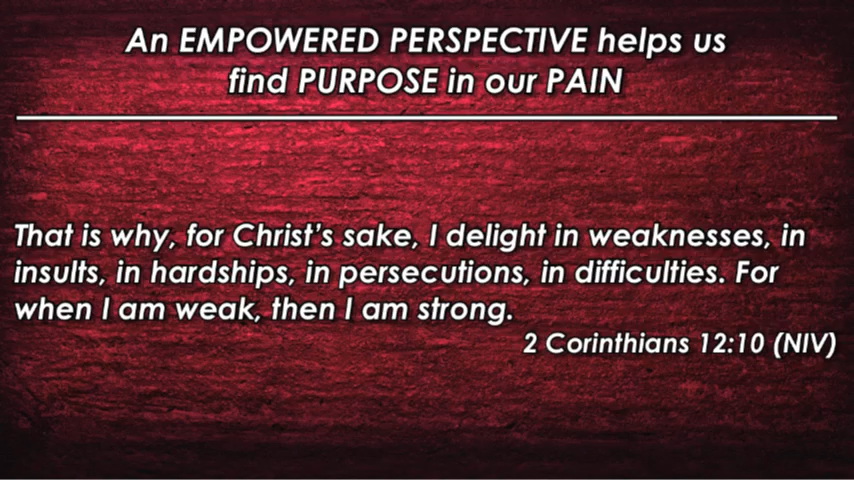 An EMPOWERED PERSPECTIVE helps us
find PURPOSE in our PAIN
That is why, for Christ's sake, I delight in weaknesses, in
insults, in hardships, in persecutions, in difficulties. For
when I am weak, then I am strong.
2 Corinthians 12:10 (NIV)